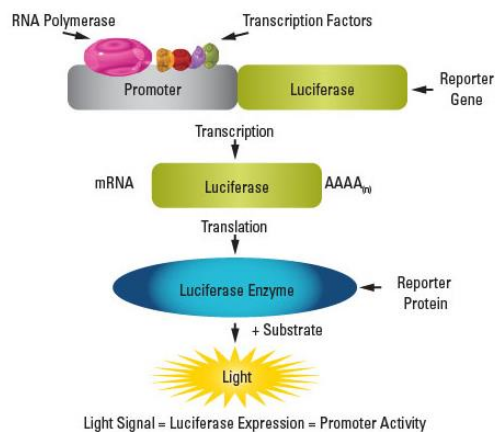 RNA Polymerase
Transcription Factors
Promoter
Luciferase
Reporter
Gene
Transcription
mRNA
Luciferase
AAAA(n)
Translation
Luciferase Enzyme
Reporter
Protein
+ Substrate
Light
Light Signal = Luciferase Expression = Promoter Activity